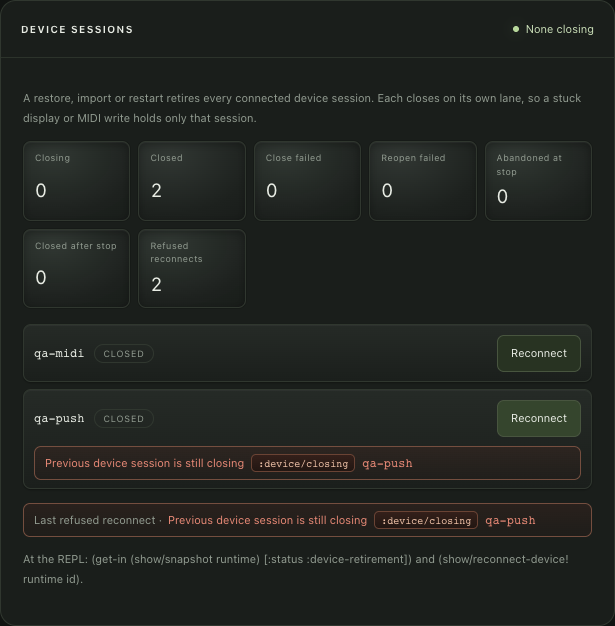 DEVICE SESSIONS
None closing
A restore, import or restart retires every connected device session. Each closes on its own lane, so a stuck
display or MIDI write holds only that session.
Closing
0
Closed
2
Close failed
0
Reopen failed
0
Abandoned at
stop
0
Closed after stop
0
Refused
reconnects
2
qa-midi CLOSED Reconnect
qa-push CLOSED Reconnect
Previous device session is still closing :device/closing qa-push
Last refused reconnect · Previous device session is still closing :device/closing qa-push
At the REPL: (get-in (show/snapshot runtime) [:status :device-retirement]) and (show/reconnect-device!
runtime id).